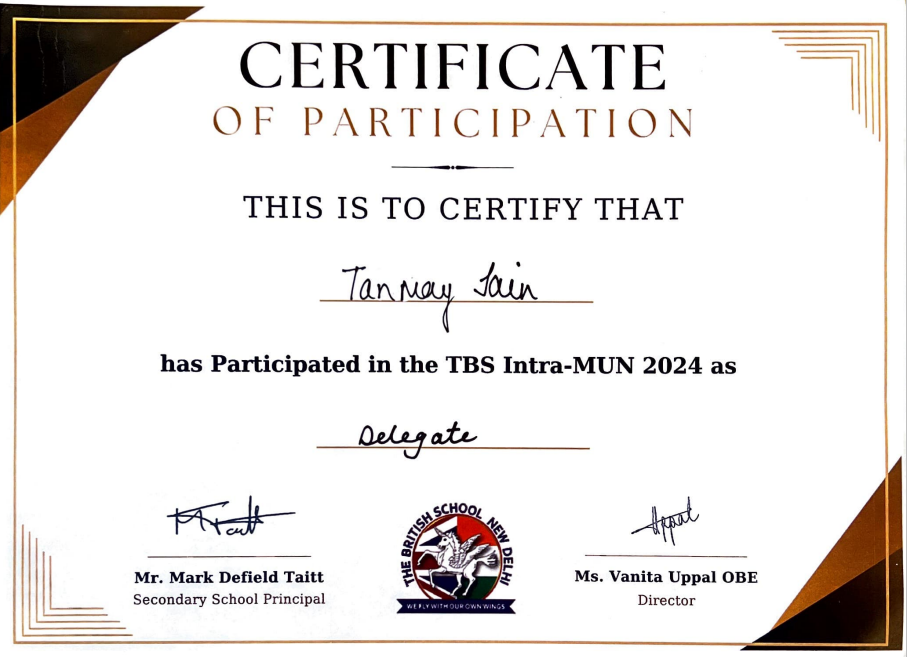 CERTIFICATE
OF PARTICIPATION
THIS IS TO CERTIFY THAT
Tanmay Jain
has Participated in the TBS Intra-MUN 2024 as
Delegate
MTaitt
Uppal
THE BRITISH SCHOOL NEW DELHI
WE FLY WITH OUR OWN WINGS
Mr. Mark Defield Taitt
Secondary School Principal
Ms. Vanita Uppal OBE
Director